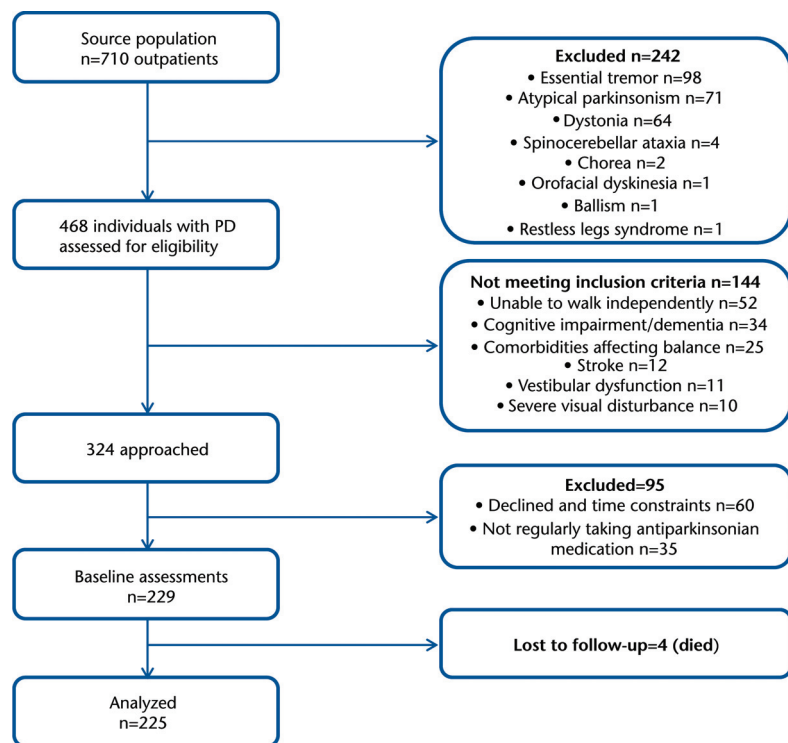 Source population
n=710 outpatients
Excluded n=242
• Essential tremor n=98
• Atypical parkinsonism n=71
• Dystonia n=64
• Spinocerebellar ataxia n=4
• Chorea n=2
• Orofacial dyskinesia n=1
• Ballism n=1
• Restless legs syndrome n=1
468 individuals with PD
assessed for eligibility
Not meeting inclusion criteria n=144
• Unable to walk independently n=52
• Cognitive impairment/dementia n=34
• Comorbidities affecting balance n=25
• Stroke n=12
• Vestibular dysfunction n=11
• Severe visual disturbance n=10
324 approached
Excluded=95
• Declined and time constraints n=60
• Not regularly taking antiparkinsonian
medication n=35
Baseline assessments
n=229
Lost to follow-up=4 (died)
Analyzed
n=225